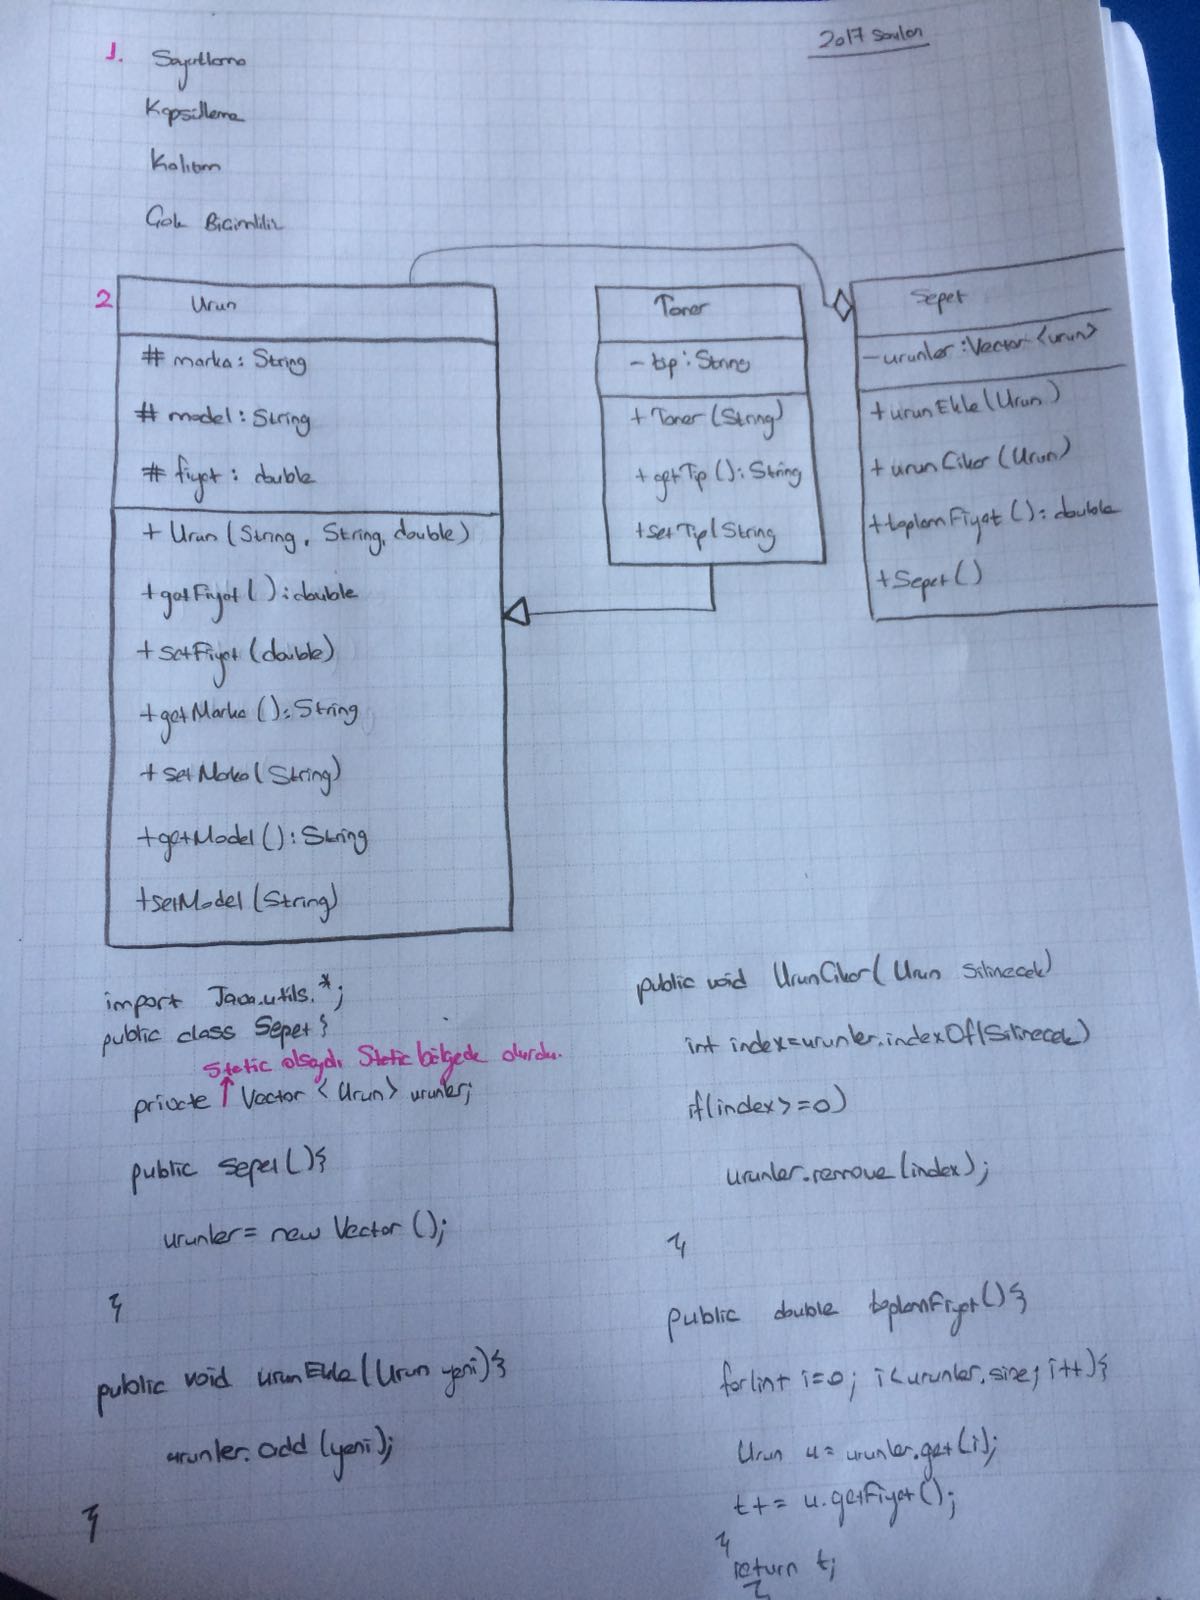 2017 Soruları
1. Soyutlama
Kapsülleme
Kalıtım
Çok Biçimlilik
2
Urun
# marka: String
# model: String
# fiyat: double
+ Urun (String, String, double)
+getFiyat(): double
+setFiyat(double)
+getMarka(): String
+setMarka(String)
+getModel(): String
+setModel(String)
Toner
- tip: String
+ Toner (String)
+ getTip(): String
+setTip(String
Sepet
- urunler: Vector <urun>
+urunEkle(Urun)
+urunCikar(Urun)
+toplamFiyat(): double
+Sepet()
import Java.utils.*;
public class Sepet{
Static olsaydı Static bölgede olurdu.
private Vector <Urun> urunler;
public Sepet(){
urunler = new Vector();
}
public void urunEkle(Urun yeni){
urunler.add(yeni);
}
public void UrunCikar( Urun Silinecek)
int index=urunler.indexOf(Silinecek)
if(index>=0)
urunler.remove(index);
}
public double toplamFiyat(){
for(int i=0; i<urunler.size; i++){
Urun u= urunler.get(i);
t += u.getFiyat();
}
return t;
}